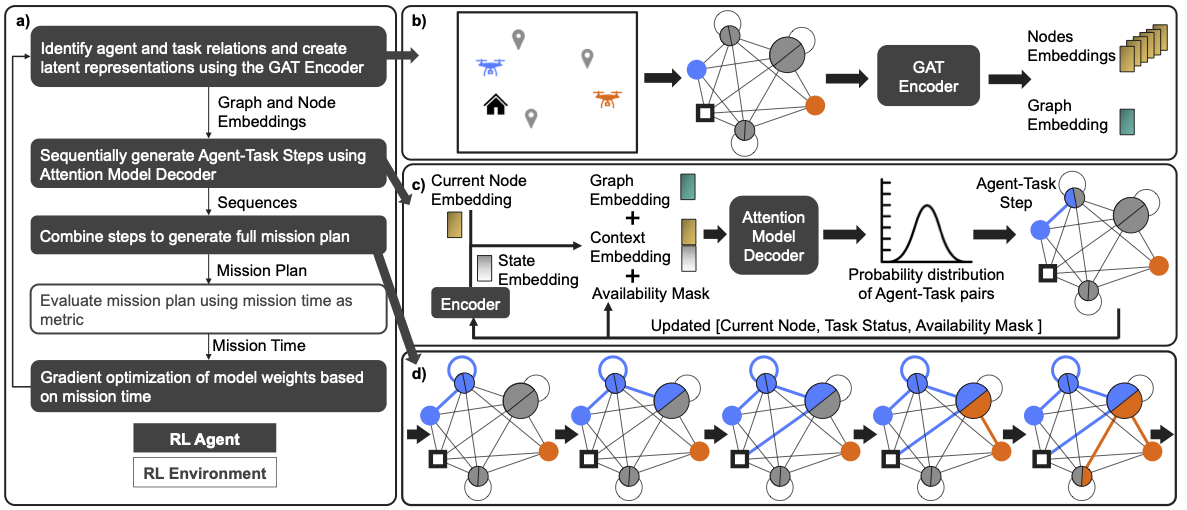 a)
Identify agent and task relations and create
latent representations using the GAT Encoder
Graph and Node
Embeddings
Sequentially generate Agent-Task Steps using
Attention Model Decoder
Sequences
Combine steps to generate full mission plan
Mission Plan
Evaluate mission plan using mission time as
metric
Mission Time
Gradient optimization of model weights based
on mission time
RL Agent
RL Environment
b)
GAT
Encoder
Nodes
Embeddings
Graph
Embedding
c)
Current Node
Embedding
State
Embedding
Encoder
Graph
Embedding
+
Context
Embedding
+
Availability Mask
Attention
Model
Decoder
Probability distribution
of Agent-Task pairs
Agent-Task
Step
Updated [Current Node, Task Status, Availability Mask ]
d)